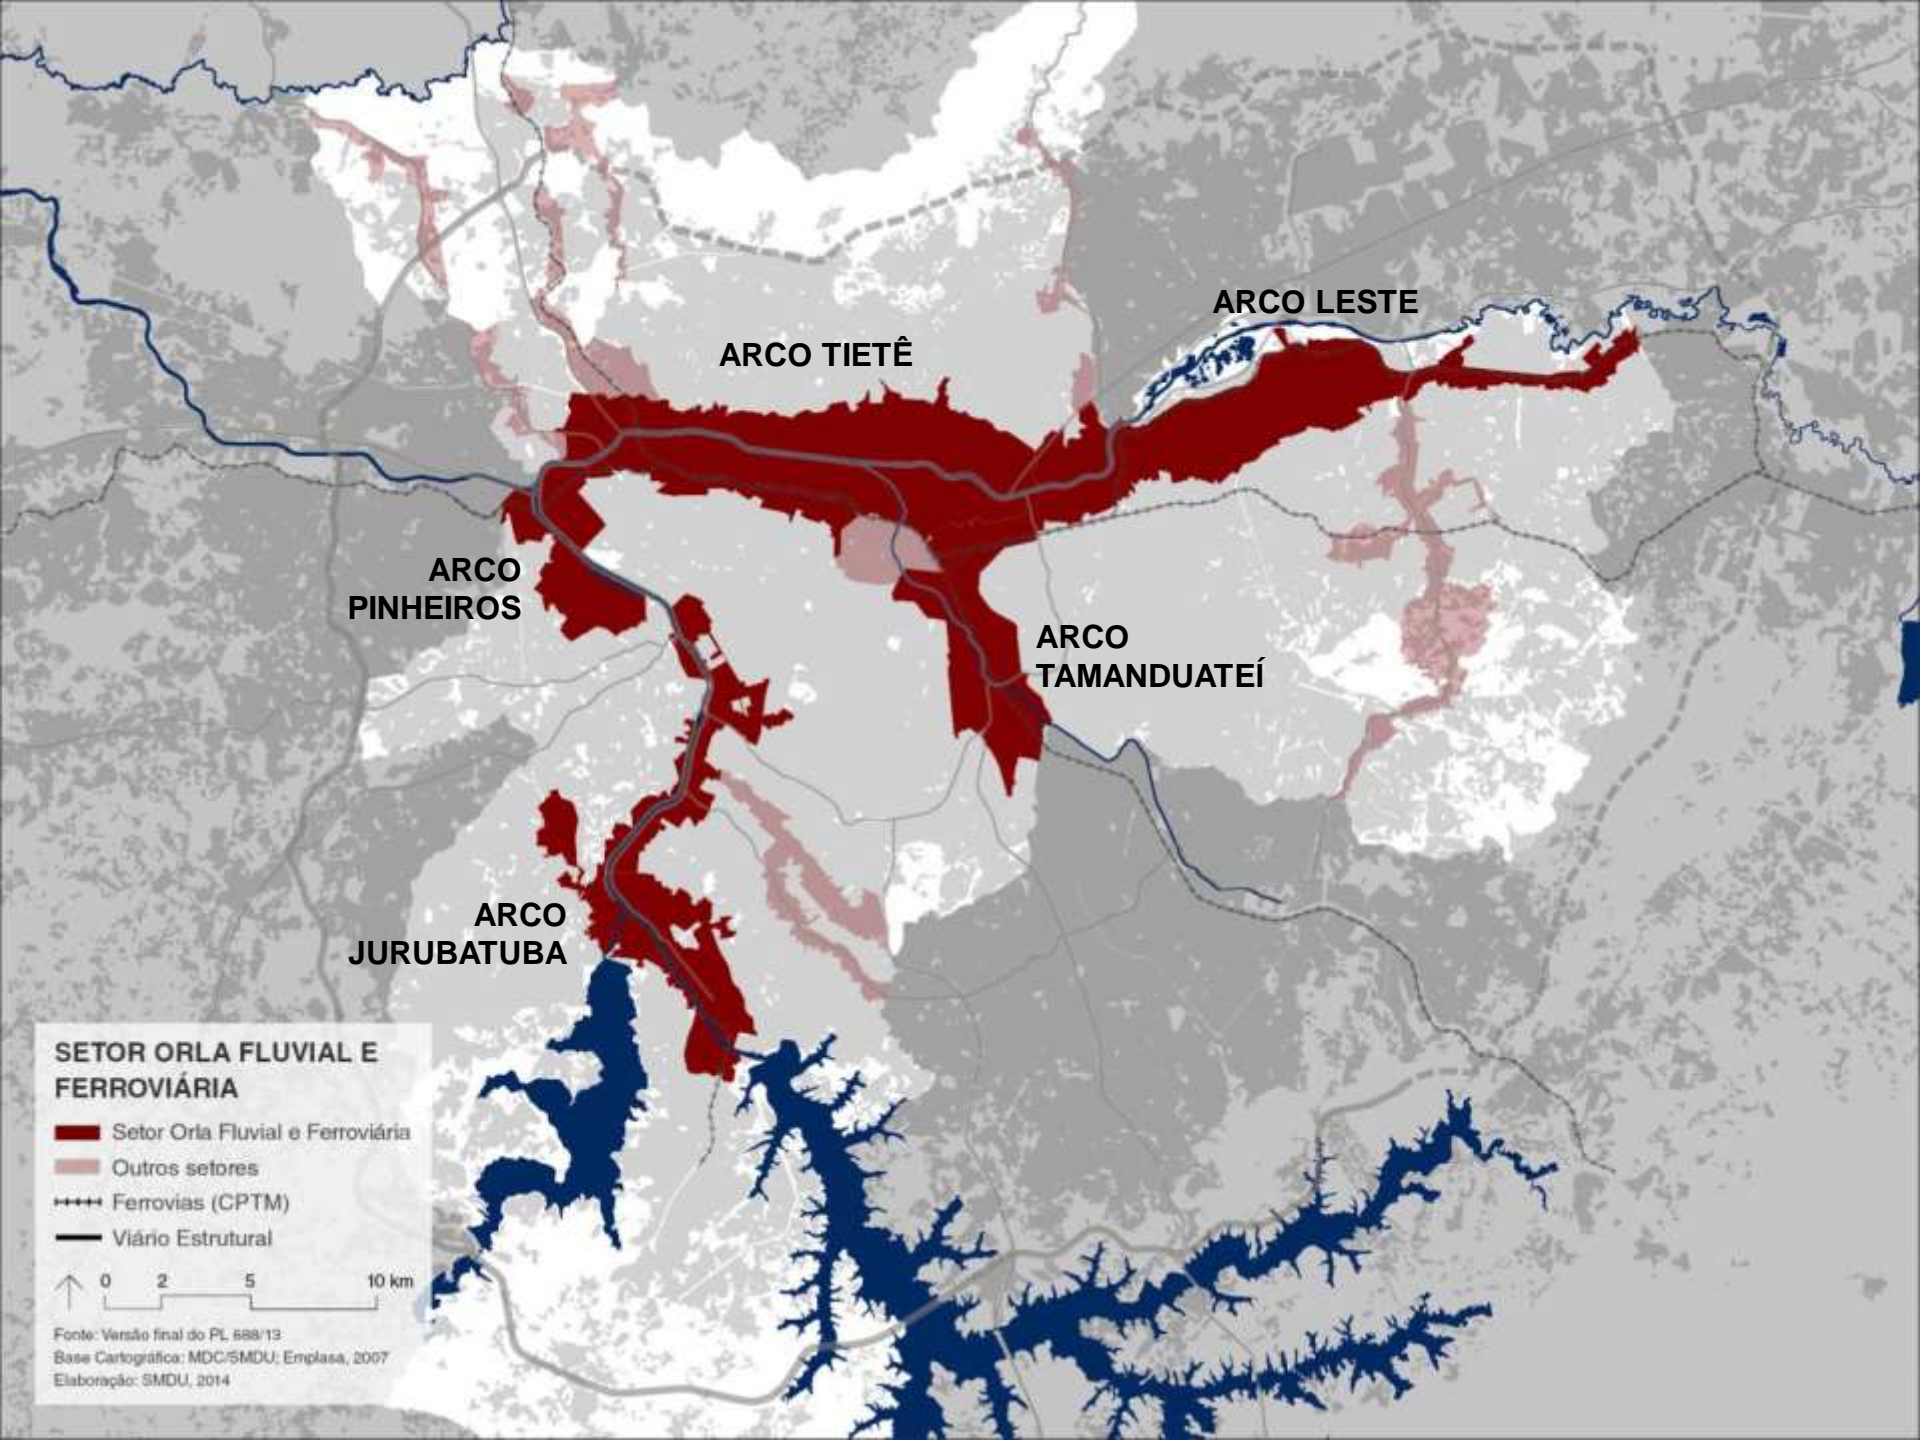 ARCO LESTE
ARCO TIETÊ
ARCO
PINHEIROS
ARCO
TAMANDUATEÍ
ARCO
JURUBATUBA
SETOR ORLA FLUVIAL E
FERROVIÁRIA
Setor Orla Fluvial e Ferroviária
Outros setores
Ferrovias (CPTM)
Viário Estrutural
0 2 5 10 km
Fonte: Versão final do PL 688/13
Base Cartográfica: MDC/SMDU; Emplasa, 2007
Elaboração: SMDU, 2014